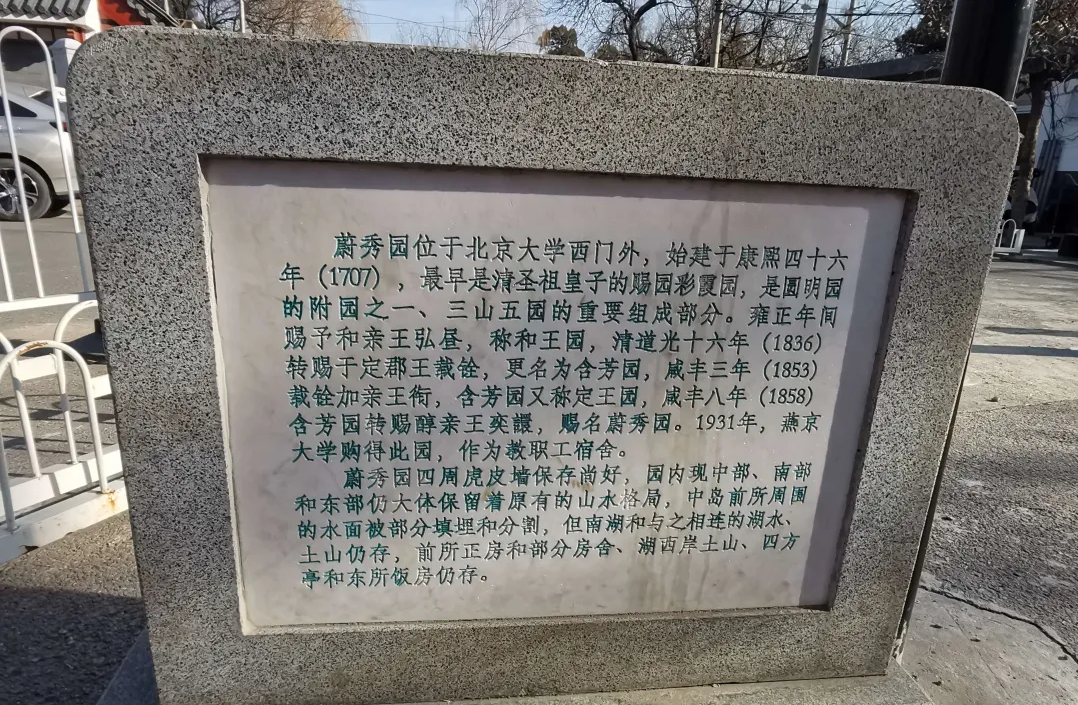 蔚秀园位于北京大学西门外，始建于康熙四十六
年（1707），最早是清圣祖皇子的赐园彩霞园，是圆明园
的附园之一、三山五园的重要组成部分。雍正年间
赐予和亲王弘昼，称和王园，清道光十六年（1836）
转赐于定郡王载铨，更名为含芳园，咸丰三年（1853）
载铨加亲王衔，含芳园又称定王园，咸丰八年（1858）
含芳园转赐醇亲王奕譞，赐名蔚秀园。1931年，燕京
大学购得此园，作为教职工宿舍。
蔚秀园四周虎皮墙保存尚好，园内现中部、南部
和东部仍大体保留着原有的山水格局，中岛前所周围
的水面被部分填埋和分割，但南湖和与之相连的湖水、
土山仍存，前所正房和部分房舍、湖西岸土山、四方
亭和东所饭房仍存。